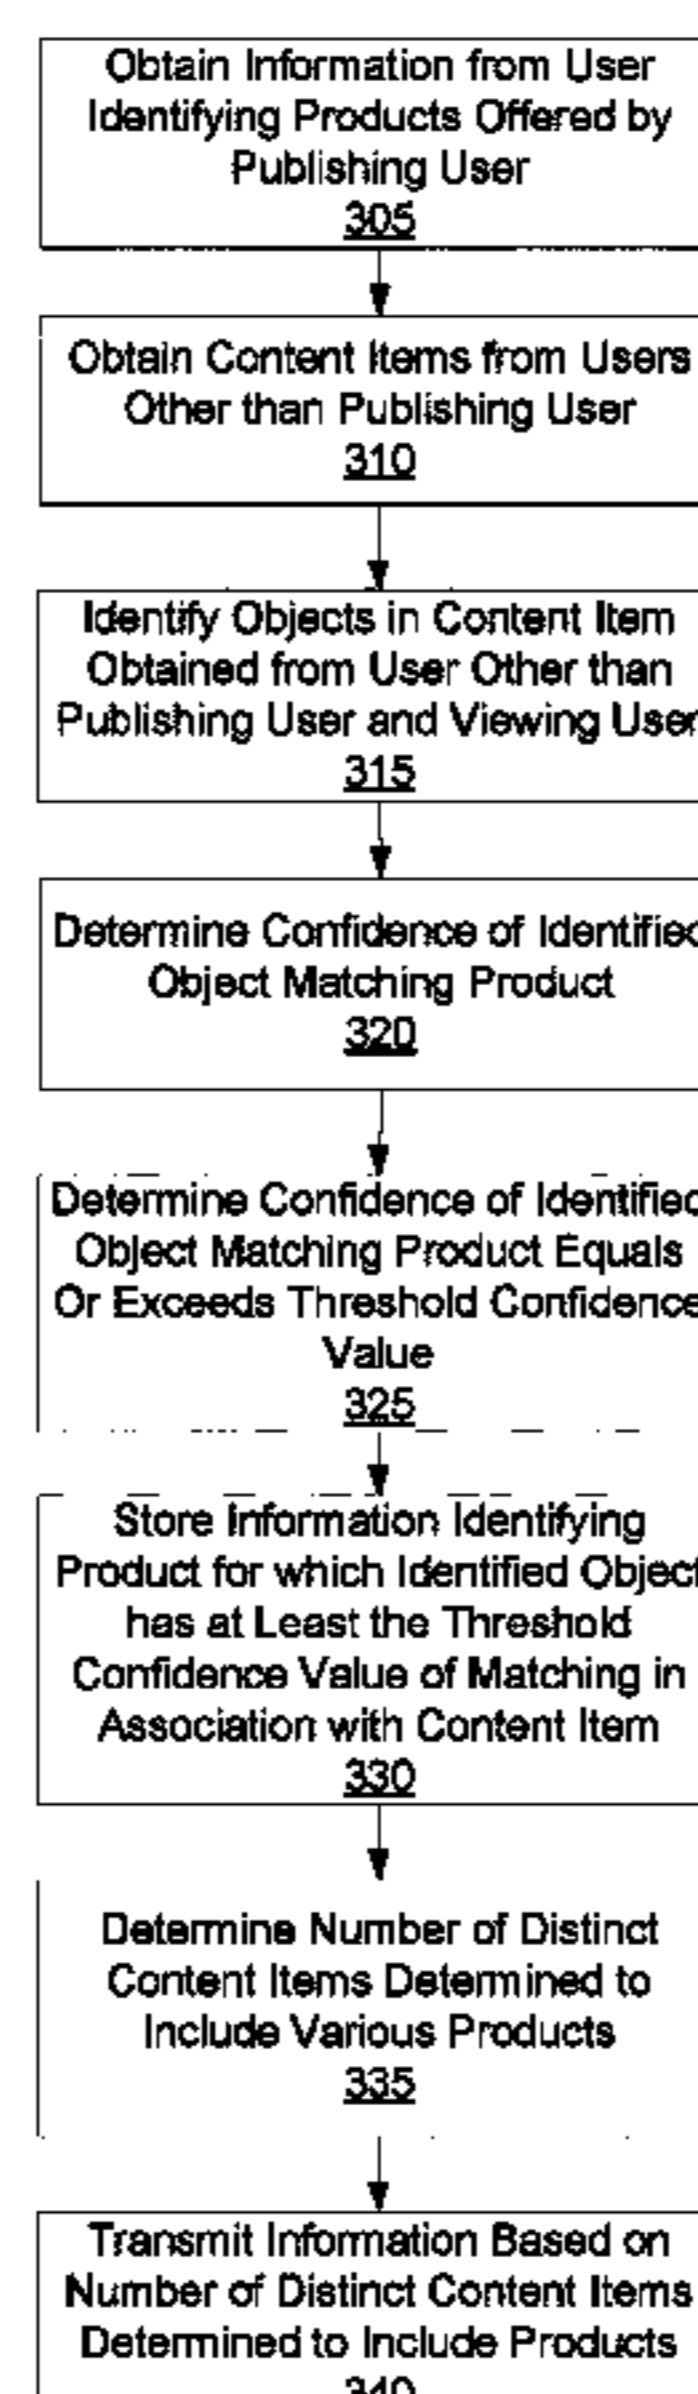 Obtain Information from User
Identifying Products Offered by
Publishing User
305
Obtain Content Items from Users
Other than Publishing User
310
Identify Objects in Content Item
Obtained from User Other than
Publishing User and Viewing User
315
Determine Confidence of Identified
Object Matching Product
320
Determine Confidence of Identified
Object Matching Product Equals
Or Exceeds Threshold Confidence
Value
325
Store Information Identifying
Product for which Identified Object
has at Least the Threshold
Confidence Value of Matching in
Association with Content Item
330
Determine Number of Distinct
Content Items Determined to
Include Various Products
335
Transmit Information Based on
Number of Distinct Content Items
Determined to Include Products
340